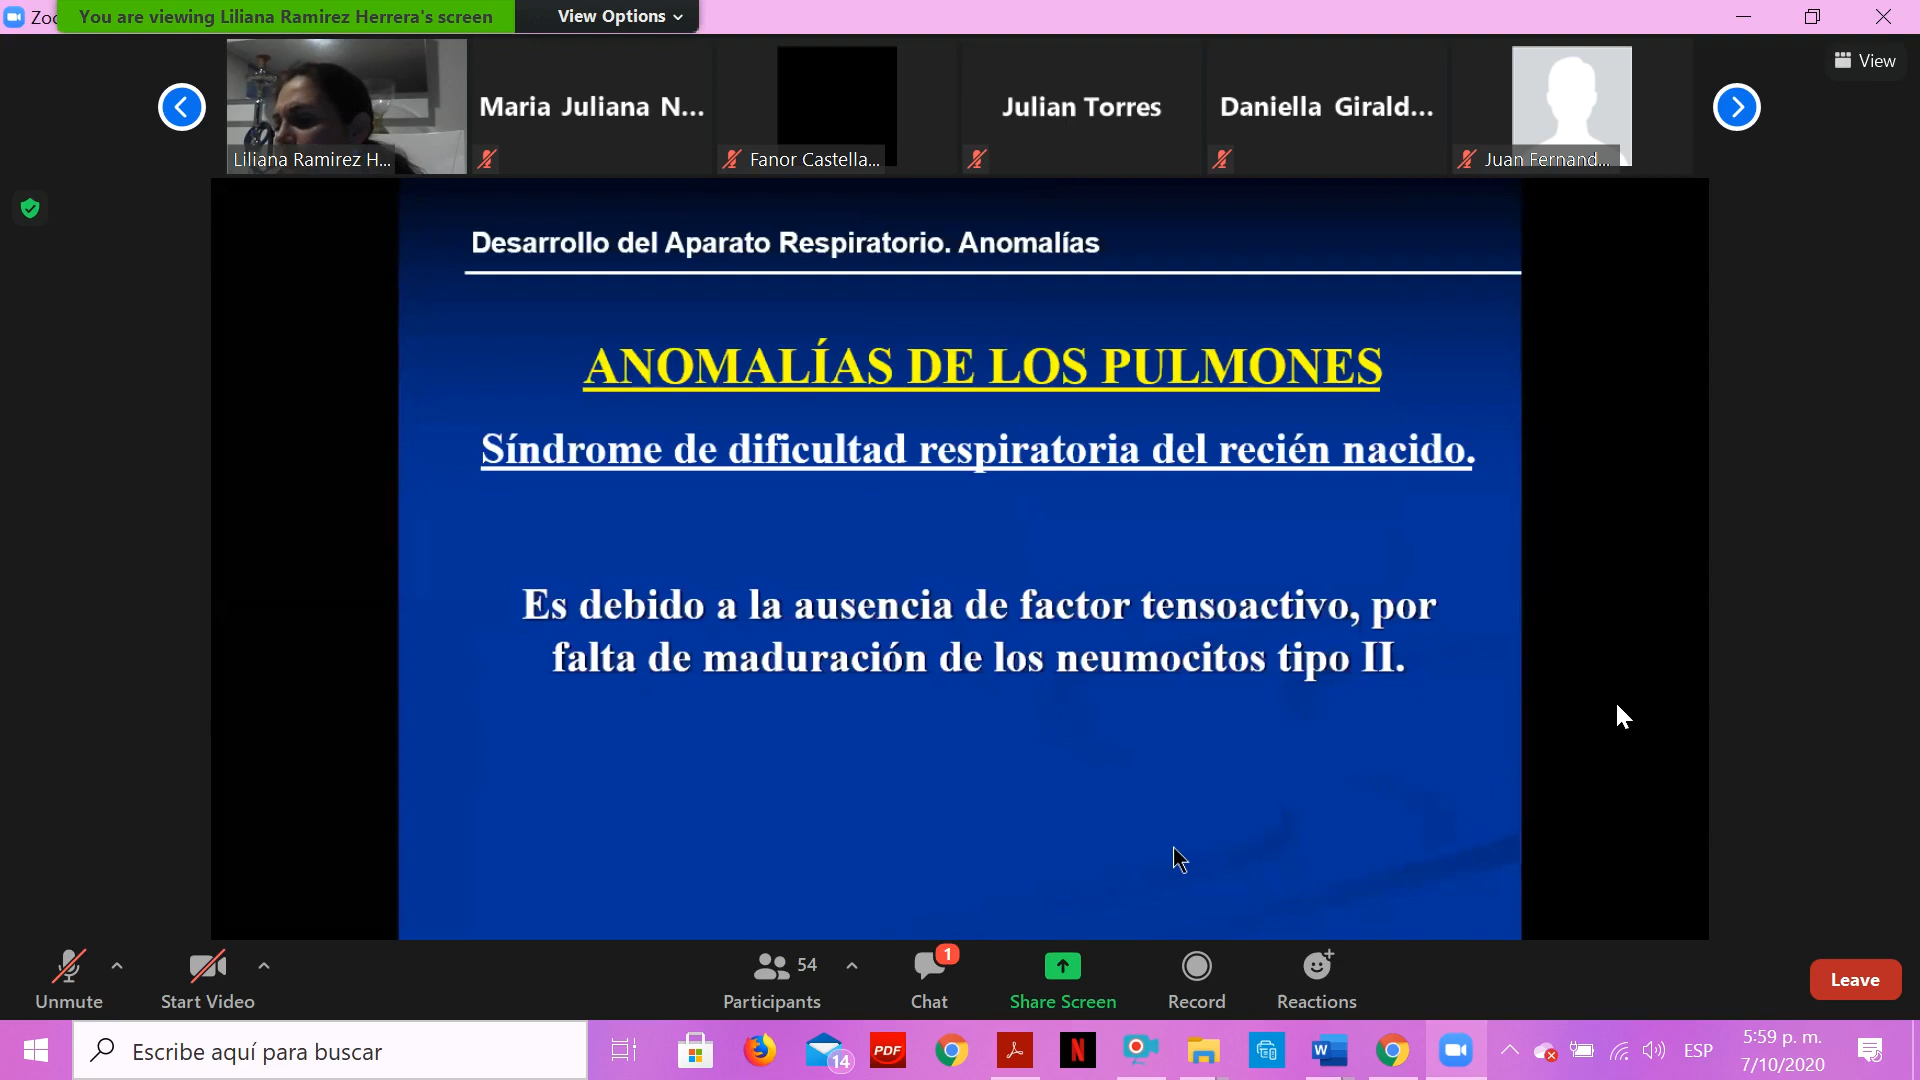 Zoo
You are viewing Liliana Ramirez Herrera's screen
View Options
View
Liliana Ramirez H...
Maria Juliana N...
Fanor Castella...
Julian Torres
Daniella Girald...
Juan Fernand...
Desarrollo del Aparato Respiratorio. Anomalías
ANOMALÍAS DE LOS PULMONES
Síndrome de dificultad respiratoria del recién nacido.
Es debido a la ausencia de factor tensoactivo, por
falta de maduración de los neumocitos tipo II.
Unmute
Start Video
54
Participants
1
Chat
Share Screen
Record
Reactions
Leave
Escribe aquí para buscar
14
PDF
N
W
ESP
5:59 p. m.
7/10/2020